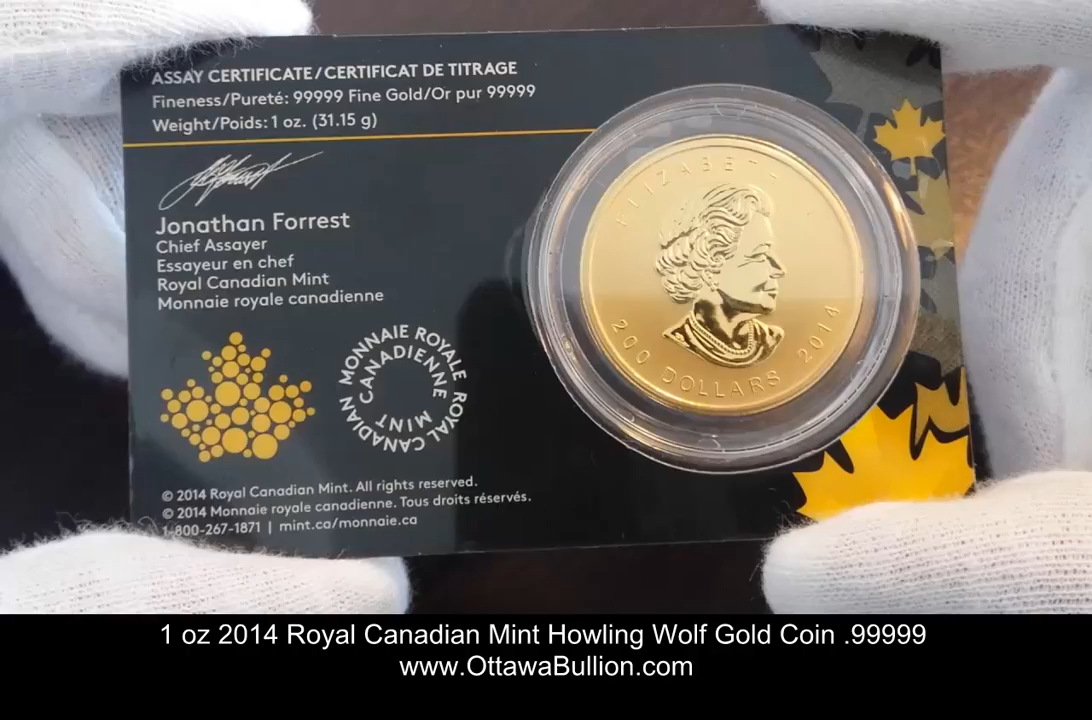 ASSAY CERTIFICATE/CERTIFICAT DE TITRAGE
Fineness/Pureté: 99999 Fine Gold/Or pur 99999
Weight/Poids: 1 oz. (31.15 g)
Jonathan Forrest
Chief Assayer
Essayeur en chef
Royal Canadian Mint
Monnaie royale canadienne
MONNAIE ROYALE CANADIENNE
ROYAL CANADIAN MINT
© 2014 Royal Canadian Mint. All rights reserved.
© 2014 Monnaie royale canadienne. Tous droits réservés.
1-800-267-1871 | mint.ca/monnaie.ca
200 DOLLARS 2014
1 oz 2014 Royal Canadian Mint Howling Wolf Gold Coin .99999
www.OttawaBullion.com